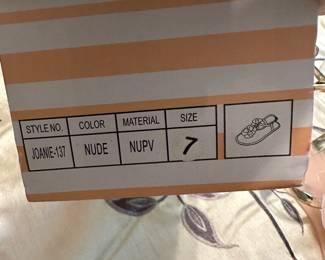 STYLE NO. COLOR MATERIAL SIZE
JOANIE-137 NUDE NUPV 7